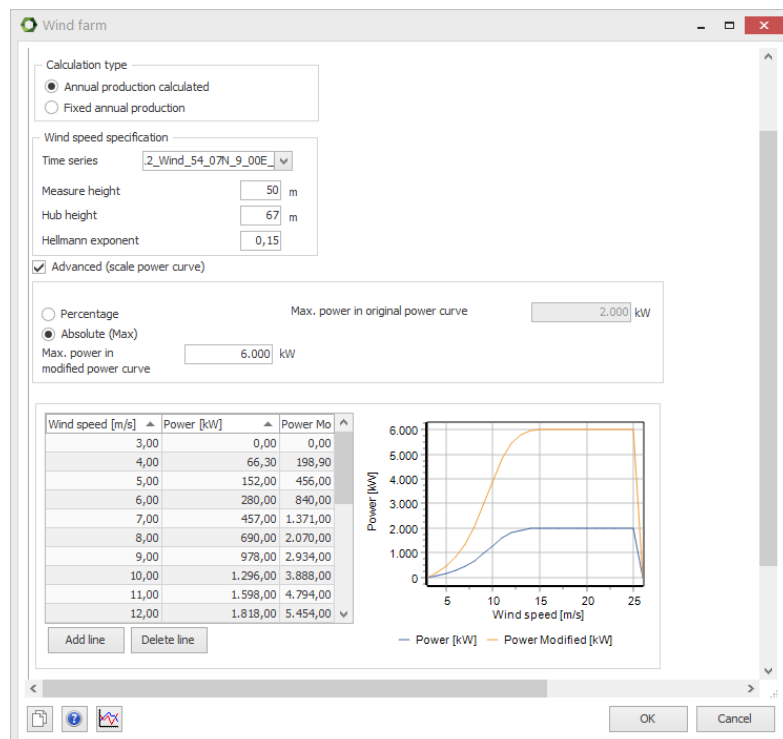 Wind farm
Calculation type
Annual production calculated
Fixed annual production
Wind speed specification
Time series .2_Wind_54_07N_9_00E_
Measure height 50 m
Hub height 67 m
Hellmann exponent 0,15
Advanced (scale power curve)
Percentage Max. power in original power curve 2.000 kW
Absolute (Max)
Max. power in
modified power curve 6.000 kW
Wind speed [m/s] Power [kW] Power Mo
3,00 0,00 0,00
4,00 66,30 198,90
5,00 152,00 456,00
6,00 280,00 840,00
7,00 457,00 1.371,00
8,00 690,00 2.070,00
9,00 978,00 2.934,00
10,00 1.296,00 3.888,00
11,00 1.598,00 4.794,00
12,00 1.818,00 5.454,00
Add line Delete line
Power [kW]
6.000
5.000
4.000
3.000
2.000
1.000
0
5 10 15 20 25
Wind speed [m/s]
Power [kW] Power Modified [kW]
OK Cancel